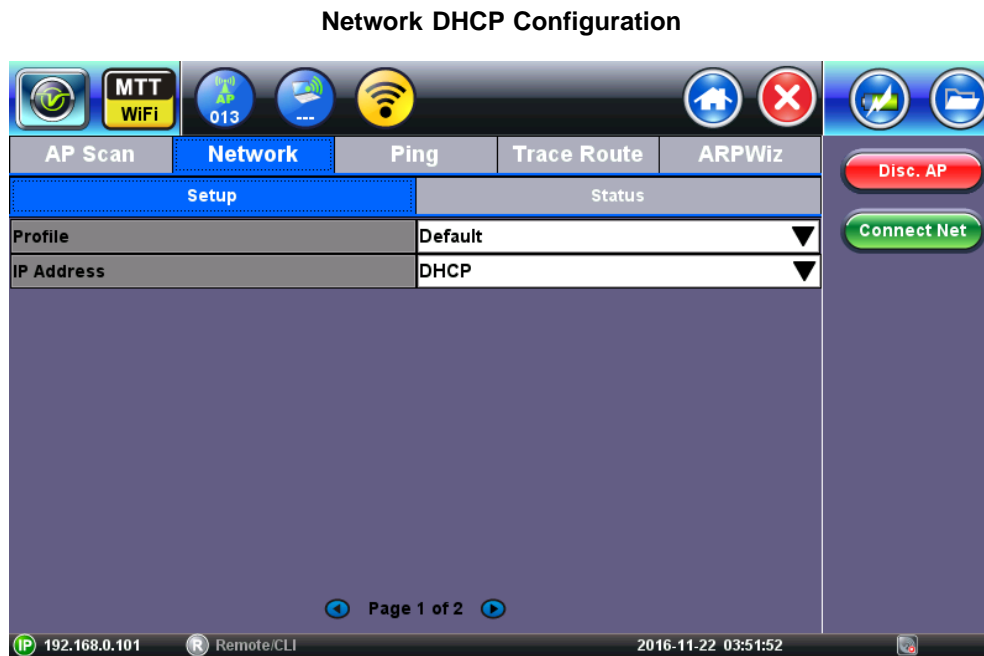 Network DHCP Configuration
MTT
WiFi
AP
013
---
AP Scan Network Ping Trace Route ARPWiz
Disc. AP
Setup Status
Profile Default
Connect Net
IP Address DHCP
Page 1 of 2
IP 192.168.0.101 R Remote/CLI 2016-11-22 03:51:52